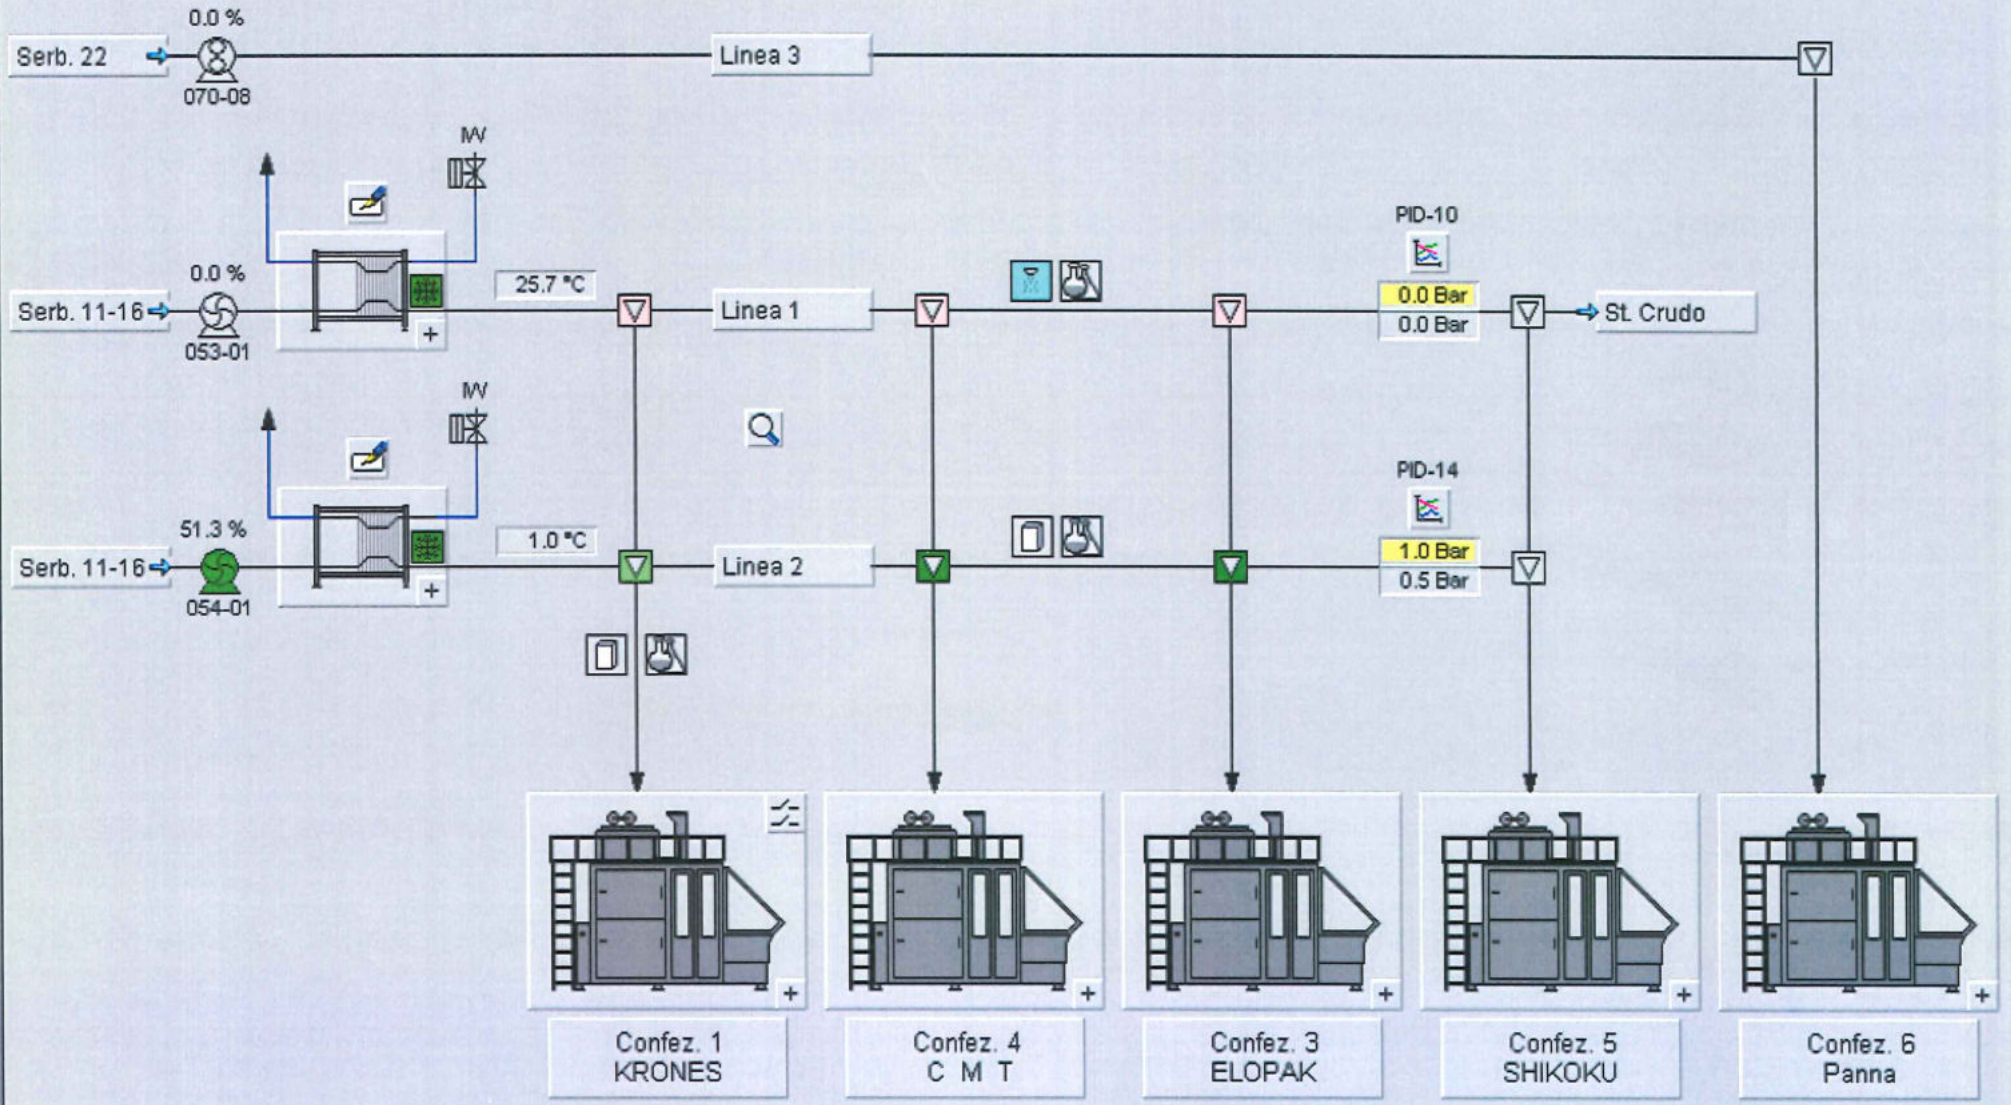 0.0 %
Serb. 22
Linea 3
070-08
IW
PID-10
0.0 %
25.7 °C
0.0 Bar
Serb. 11-16
Linea 1
0.0 Bar
St. Crudo
053-01
IW
PID-14
51.3 %
1.0 °C
1.0 Bar
Serb. 11-16
Linea 2
0.5 Bar
054-01
Confez. 1
KRONES
Confez. 4
C M T
Confez. 3
ELOPAK
Confez. 5
SHIKOKU
Confez. 6
Panna